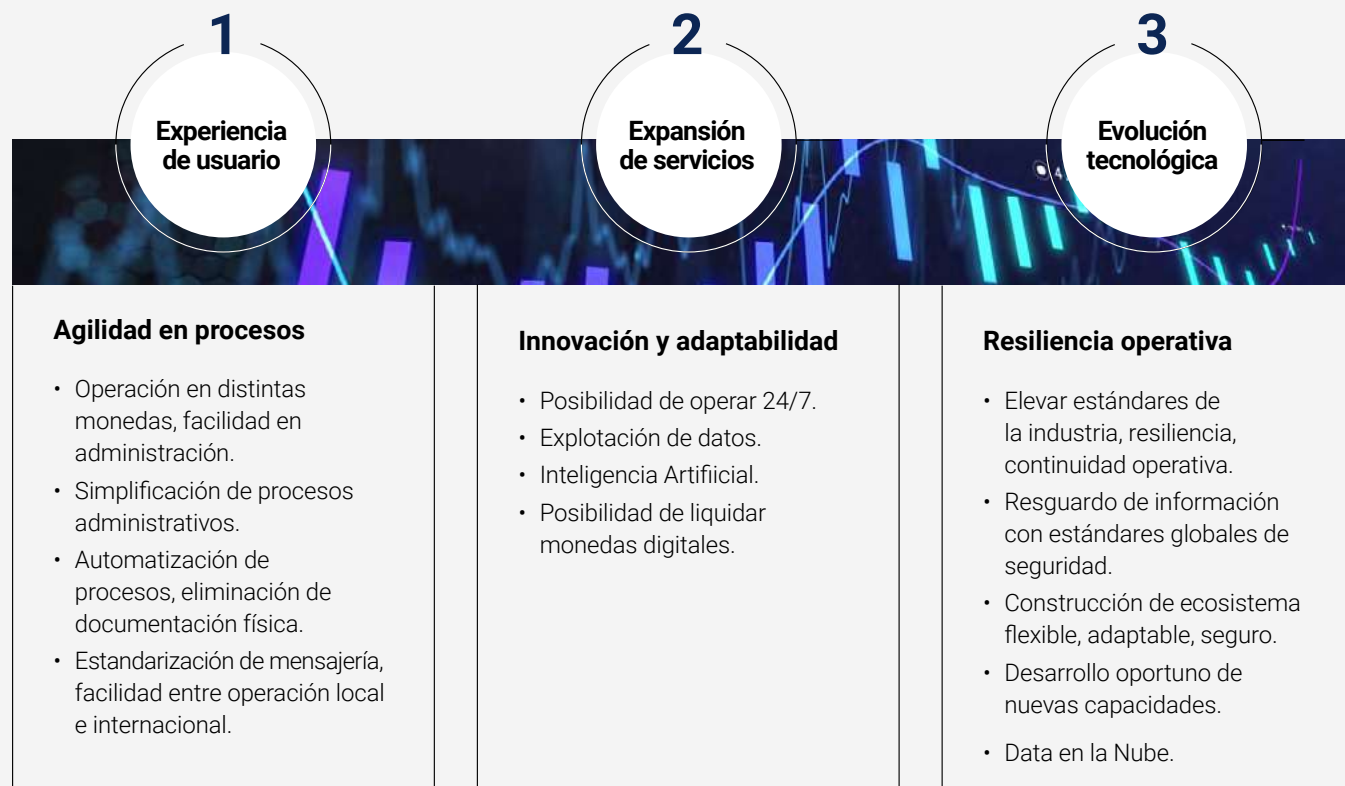 1
Experiencia
de usuario
Agilidad en procesos
• Operación en distintas
monedas, facilidad en
administración.
• Simplificación de procesos
administrativos.
• Automatización de
procesos, eliminación de
documentación física.
• Estandarización de mensajería,
facilidad entre operación local
e internacional.
2
Expansión
de servicios
Innovación y adaptabilidad
• Posibilidad de operar 24/7.
• Explotación de datos.
• Inteligencia Artifiicial.
• Posibilidad de liquidar
monedas digitales.
3
Evolución
tecnológica
Resiliencia operativa
• Elevar estándares de
la industria, resiliencia,
continuidad operativa.
• Resguardo de información
con estándares globales de
seguridad.
• Construcción de ecosistema
flexible, adaptable, seguro.
• Desarrollo oportuno de
nuevas capacidades.
• Data en la Nube.